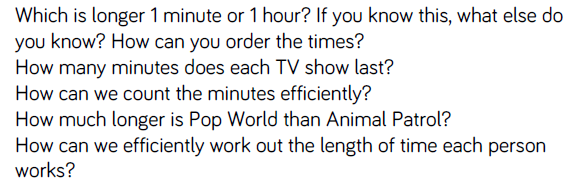 Which is longer 1 minute or 1 hour? If you know this, what else do
you know? How can you order the times?
How many minutes does each TV show last?
How can we count the minutes efficiently?
How much longer is Pop World than Animal Patrol?
How can we efficiently work out the length of time each person
works?